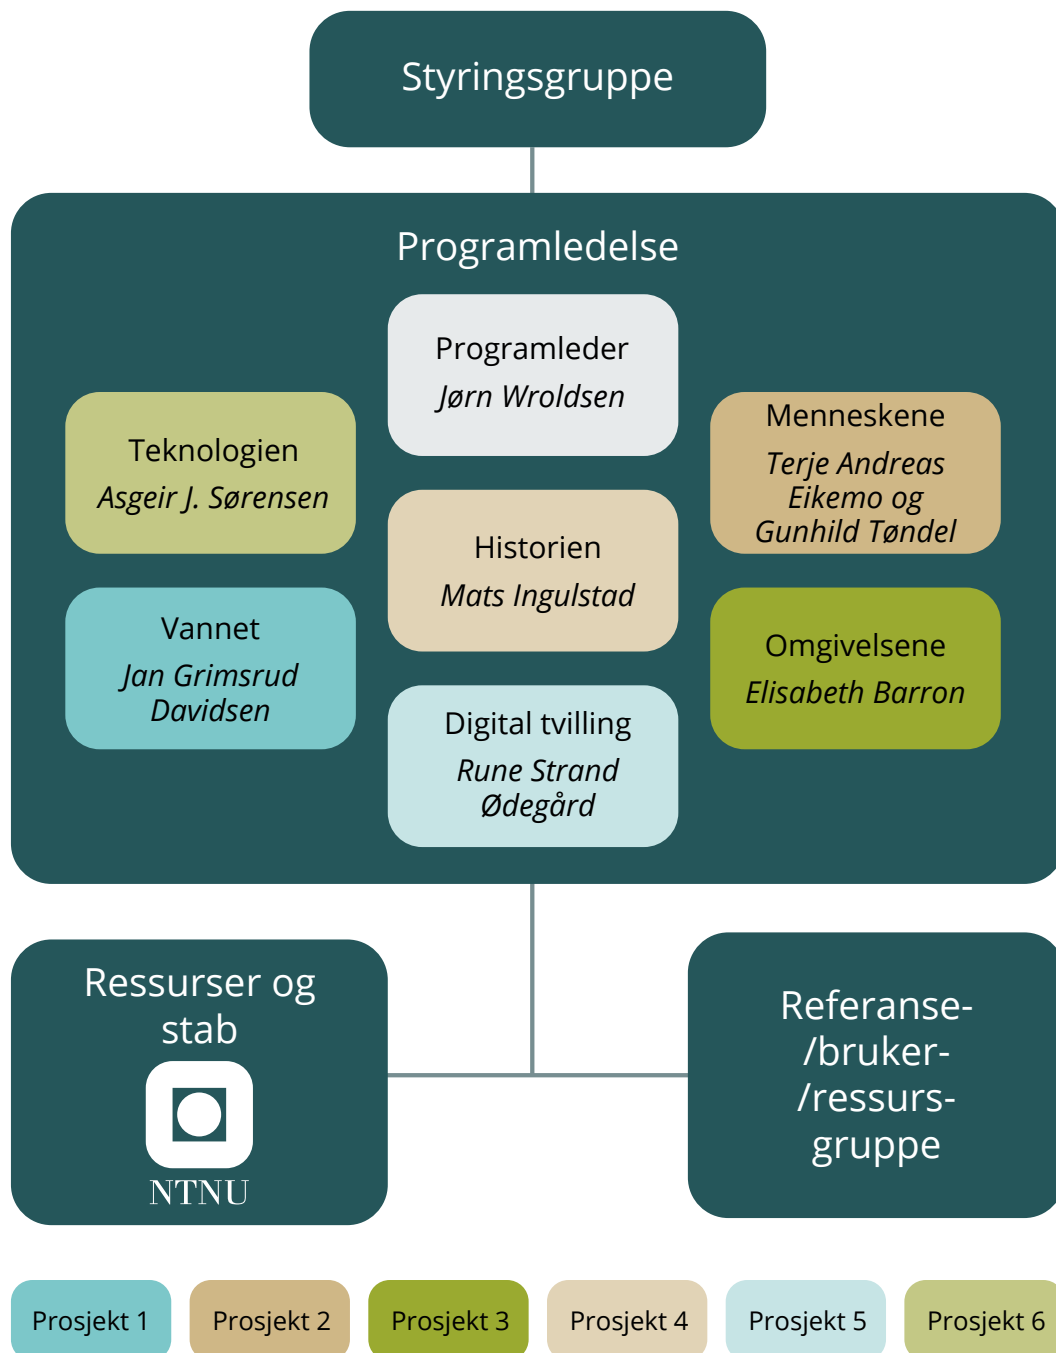 Styringsgruppe
Programledelse
Programleder
Jørn Wroldsen
Teknologien
Asgeir J. Sørensen
Menneskene
Terje Andreas
Eikemo og
Gunhild Tøndel
Historien
Mats Ingulstad
Vannet
Jan Grimsrud
Davidsen
Omgivelsene
Elisabeth Barron
Digital tvilling
Rune Strand
Ødegård
Ressurser og
stab
NTNU
Referanse-
/bruker-
/ressurs-
gruppe
Prosjekt 1
Prosjekt 2
Prosjekt 3
Prosjekt 4
Prosjekt 5
Prosjekt 6